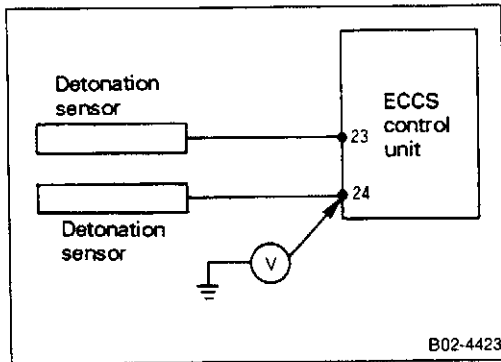 Detonation
sensor
ECCS
control
unit
23
24
Detonation
sensor
V
B02-4423